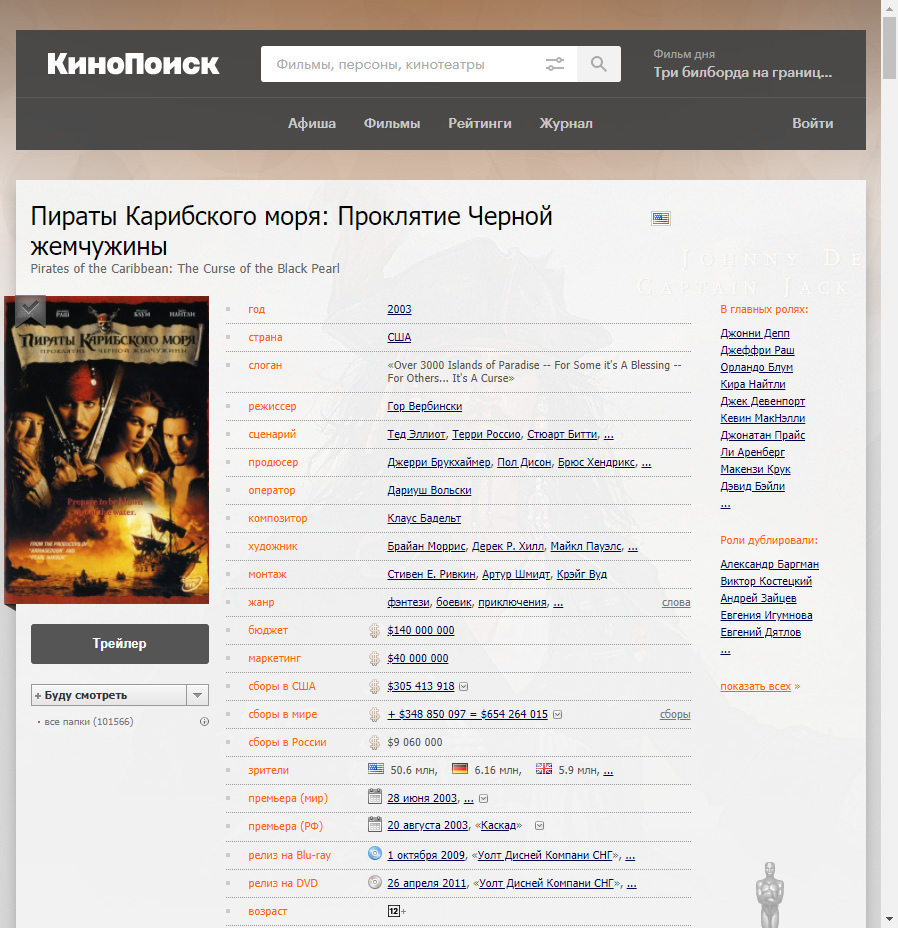 КиноПоиск
Фильмы, персоны, кинотеатры
Фильм дня
Три билборда на границ...
Афиша Фильмы Рейтинги Журнал Войти
Пираты Карибского моря: Проклятие Черной
жемчужины
Pirates of the Caribbean: The Curse of the Black Pearl
JOHNNY DE
CAPTAIN JACK
РАШ БЛУМ НАЙТЛИ
ПИРАТЫ КАРИБСКОГО МОРЯ
ПРОКЛЯТИЕ ЧЕРНОЙ ЖЕМЧУЖИНЫ
Prepare to be blown
out of the water.
FROM THE PRODUCERS OF
"ARMAGEDDON" AND
"PEARL HARBOR"
Трейлер
+ Буду смотреть
• все папки (101566)
год 2003
страна США
слоган «Over 3000 Islands of Paradise -- For Some it's A Blessing --
For Others... It's A Curse»
режиссер Гор Вербински
сценарий Тед Эллиот, Терри Россио, Стюарт Битти, ...
продюсер Джерри Брукхаймер, Пол Дисон, Брюс Хендрикс, ...
оператор Дариуш Вольски
композитор Клаус Бадельт
художник Брайан Моррис, Дерек Р. Хилл, Майкл Пауэлс, ...
монтаж Стивен Е. Ривкин, Артур Шмидт, Крэйг Вуд
жанр фэнтези, боевик, приключения, ... слова
бюджет $140 000 000
маркетинг $40 000 000
сборы в США $305 413 918
сборы в мире + $348 850 097 = $654 264 015 сборы
сборы в России $9 060 000
зрители 50.6 млн, 6.16 млн, 5.9 млн, ...
премьера (мир) 28 июня 2003, ...
премьера (РФ) 20 августа 2003, «Каскад»
релиз на Blu-ray 1 октября 2009, «Уолт Дисней Компани СНГ», ...
релиз на DVD 26 апреля 2011, «Уолт Дисней Компани СНГ», ...
возраст 12+
В главных ролях:
Джонни Депп
Джеффри Раш
Орландо Блум
Кира Найтли
Джек Девенпорт
Кевин МакНэлли
Джонатан Прайс
Ли Аренберг
Макензи Крук
Дэвид Бэйли
...
Роли дублировали:
Александр Баргман
Виктор Костецкий
Андрей Зайцев
Евгения Игумнова
Евгений Дятлов
...
показать всех »